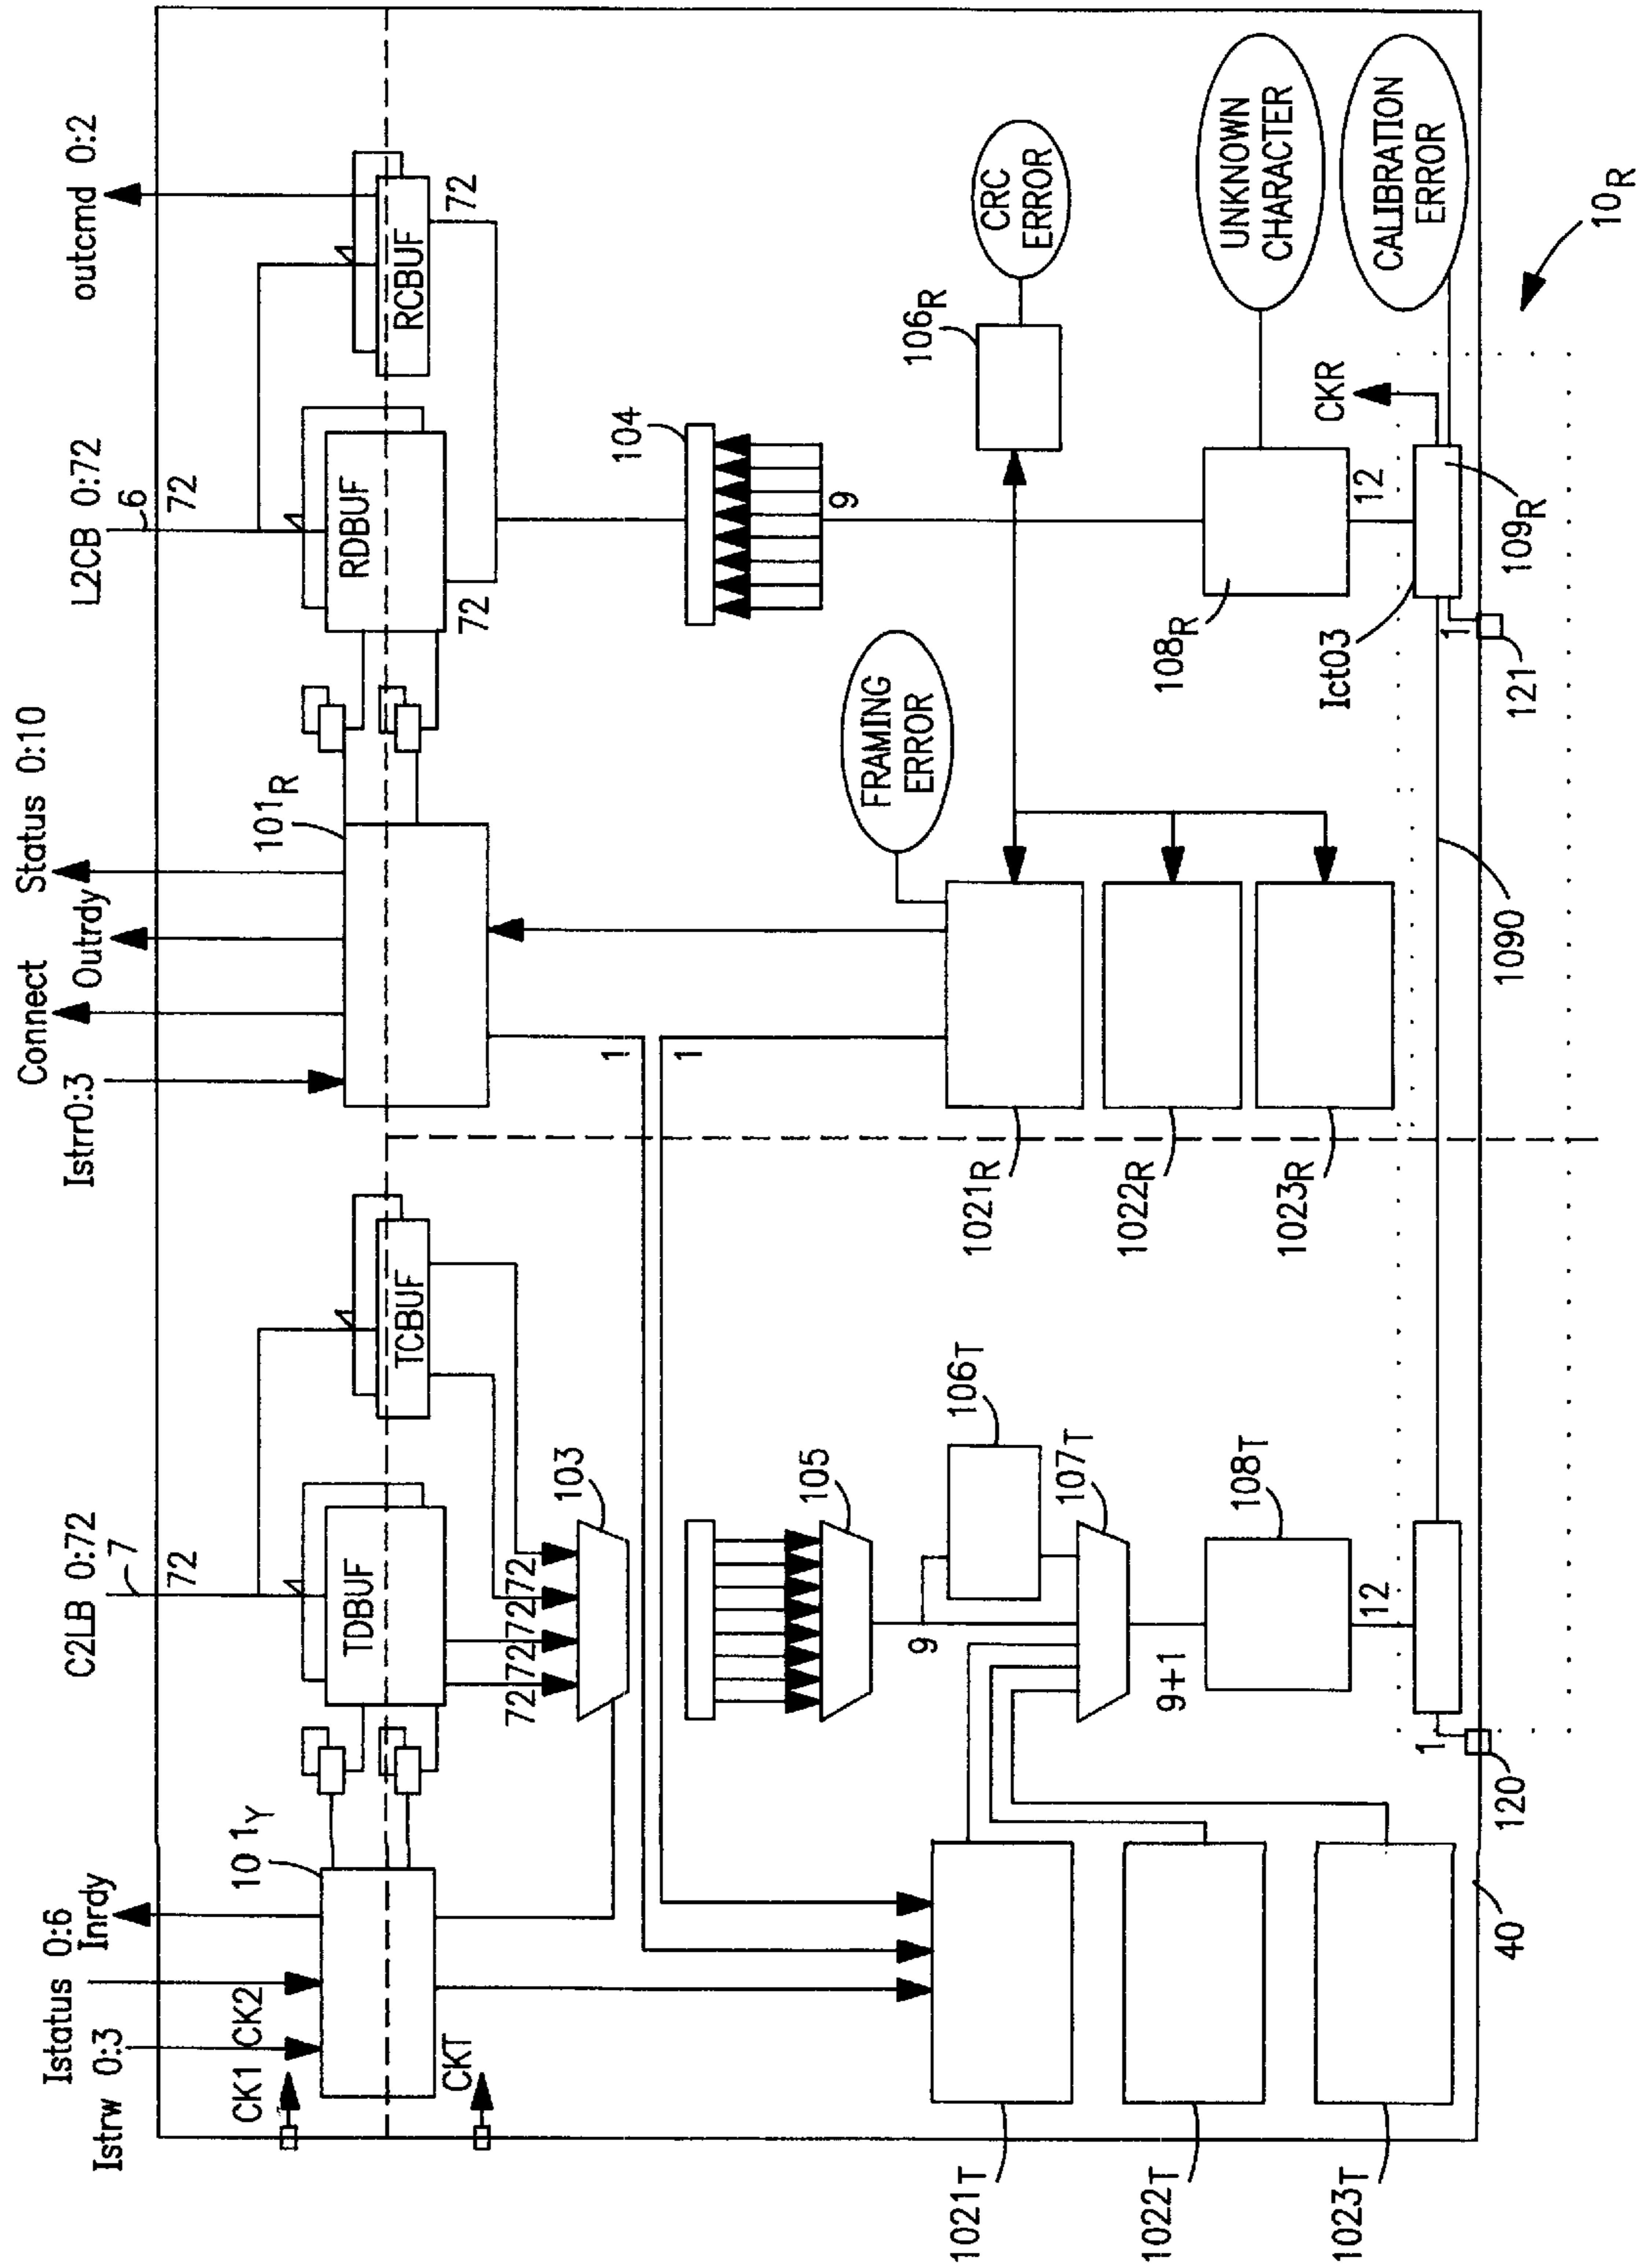 Istatus 0:6
Istrw 0:3
Inrdy
CK1
CK2
CKT
10 1Y
C2LB 0:72
7
72
TDBUF
TCBUF
72
72
72
72
103
Istrr0:3
Connect
Outrdy
Status 0:10
101R
L2CB 0:72
6
72
RDBUF
72
outcmd 0:2
RCBUF
72
1
1
105
104
9
9
106T
107T
9+1
108T
12
1
120
40
1021T
1022T
1023T
1021R
1022R
1023R
FRAMING
ERROR
106R
CRC
ERROR
108R
UNKNOWN
CHARACTER
12
CKR
CALIBRATION
ERROR
Ict03
109R
1
121
1090
10R